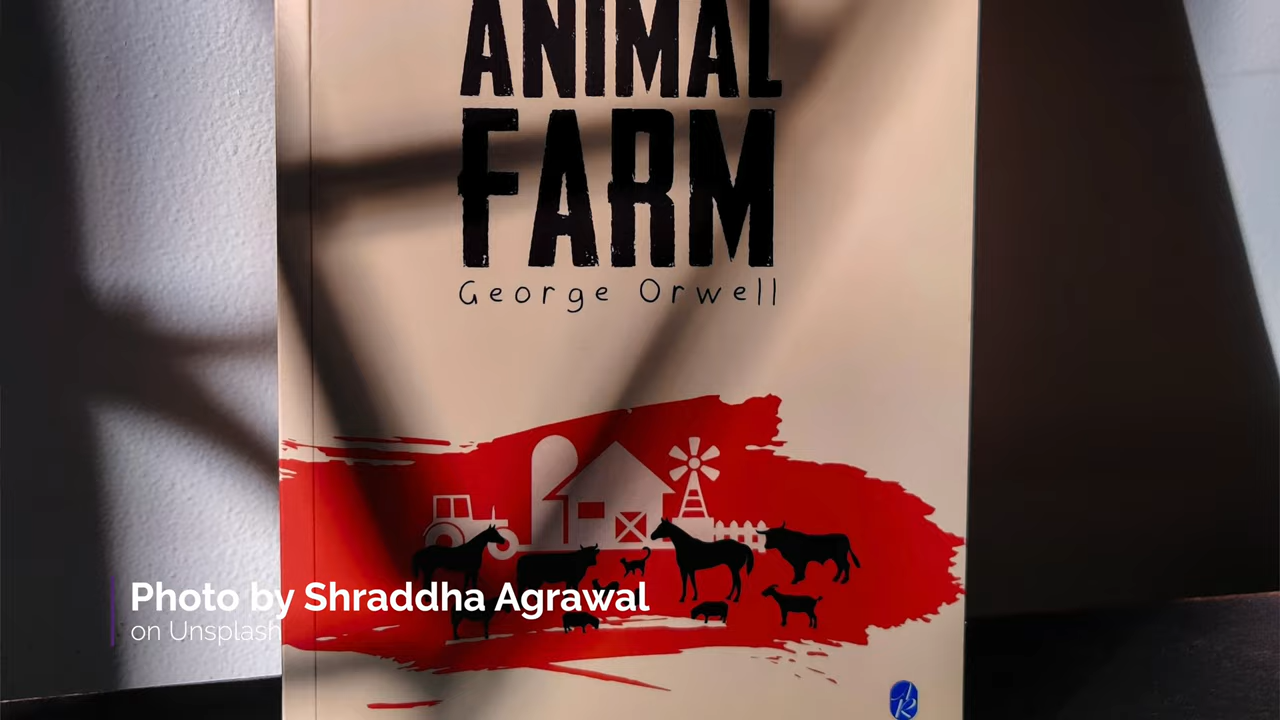 ANIMAL
FARM
George Orwell
Photo by Shraddha Agrawal
on Unsplash